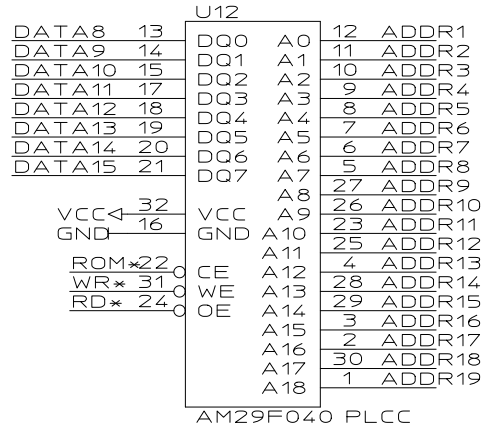 U12
DATA8 13 DQ0 A0 12 ADDR1
DATA9 14 DQ1 A1 11 ADDR2
DATA10 15 DQ2 A2 10 ADDR3
DATA11 17 DQ3 A3 9 ADDR4
DATA12 18 DQ4 A4 8 ADDR5
DATA13 19 DQ5 A5 7 ADDR6
DATA14 20 DQ6 A6 6 ADDR7
DATA15 21 DQ7 A7 5 ADDR8
A8 27 ADDR9
VCC 32 VCC A9 26 ADDR10
GND 16 GND A10 23 ADDR11
A11 25 ADDR12
ROM* 22 CE A12 4 ADDR13
WR* 31 WE A13 28 ADDR14
RD* 24 OE A14 29 ADDR15
A15 3 ADDR16
A16 2 ADDR17
A17 30 ADDR18
A18 1 ADDR19
AM29F040 PLCC